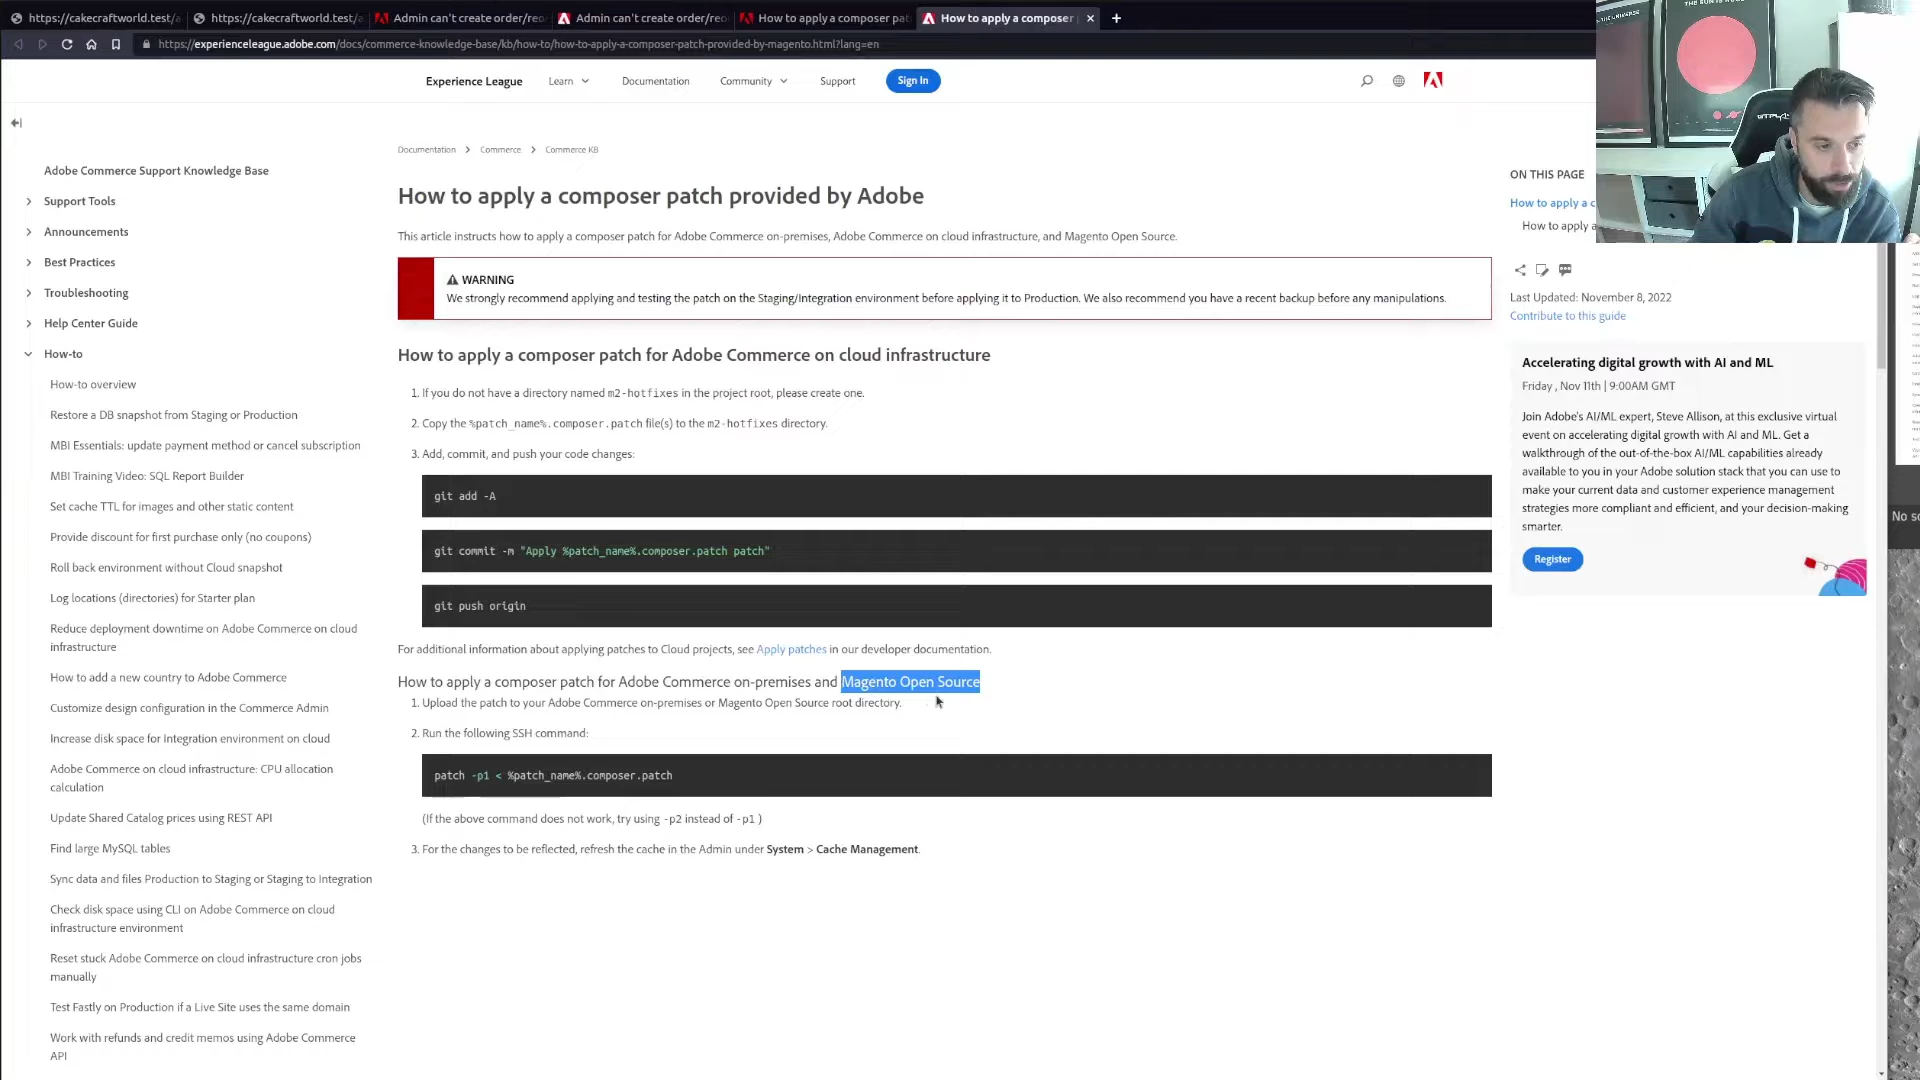 https://cakecraftworld.test/
https://cakecraftworld.test/
Admin can't create order/reo
Admin can't create order/reo
How to apply a composer pat
How to apply a composer
https://experienceleague.adobe.com/docs/commerce-knowledge-base/kb/how-to/how-to-apply-a-composer-patch-provided-by-magento.html?lang=en
Experience League
Learn
Documentation
Community
Support
Sign In
Documentation
Commerce
Commerce KB
Adobe Commerce Support Knowledge Base
Support Tools
Announcements
Best Practices
Troubleshooting
Help Center Guide
How-to
How-to overview
Restore a DB snapshot from Staging or Production
MBI Essentials: update payment method or cancel subscription
MBI Training Video: SQL Report Builder
Set cache TTL for images and other static content
Provide discount for first purchase only (no coupons)
Roll back environment without Cloud snapshot
Log locations (directories) for Starter plan
Reduce deployment downtime on Adobe Commerce on cloud
infrastructure
How to add a new country to Adobe Commerce
Customize design configuration in the Commerce Admin
Increase disk space for Integration environment on cloud
Adobe Commerce on cloud infrastructure: CPU allocation
calculation
Update Shared Catalog prices using REST API
Find large MySQL tables
Sync data and files Production to Staging or Staging to Integration
Check disk space using CLI on Adobe Commerce on cloud
infrastructure environment
Reset stuck Adobe Commerce on cloud infrastructure cron jobs
manually
Test Fastly on Production if a Live Site uses the same domain
Work with refunds and credit memos using Adobe Commerce
API
How to apply a composer patch provided by Adobe
This article instructs how to apply a composer patch for Adobe Commerce on-premises, Adobe Commerce on cloud infrastructure, and Magento Open Source.
WARNING
We strongly recommend applying and testing the patch on the Staging/Integration environment before applying it to Production. We also recommend you have a recent backup before any manipulations.
How to apply a composer patch for Adobe Commerce on cloud infrastructure
1. If you do not have a directory named m2-hotfixes in the project root, please create one.
2. Copy the %patch_name%.composer.patch file(s) to the m2-hotfixes directory.
3. Add, commit, and push your code changes:
git add -A
git commit -m "Apply %patch_name%.composer.patch patch"
git push origin
For additional information about applying patches to Cloud projects, see Apply patches in our developer documentation.
How to apply a composer patch for Adobe Commerce on-premises and Magento Open Source
1. Upload the patch to your Adobe Commerce on-premises or Magento Open Source root directory.
2. Run the following SSH command:
patch -p1 < %patch_name%.composer.patch
(If the above command does not work, try using -p2 instead of -p1 )
3. For the changes to be reflected, refresh the cache in the Admin under System > Cache Management.
ON THIS PAGE
How to apply a c
How to apply a
Last Updated: November 8, 2022
Contribute to this guide
Accelerating digital growth with AI and ML
Friday , Nov 11th | 9:00AM GMT
Join Adobe's AI/ML expert, Steve Allison, at this exclusive virtual
event on accelerating digital growth with AI and ML. Get a
walkthrough of the out-of-the-box AI/ML capabilities already
available to you in your Adobe solution stack that you can use to
make your current data and customer experience management
strategies more compliant and efficient, and your decision-making
smarter.
Register